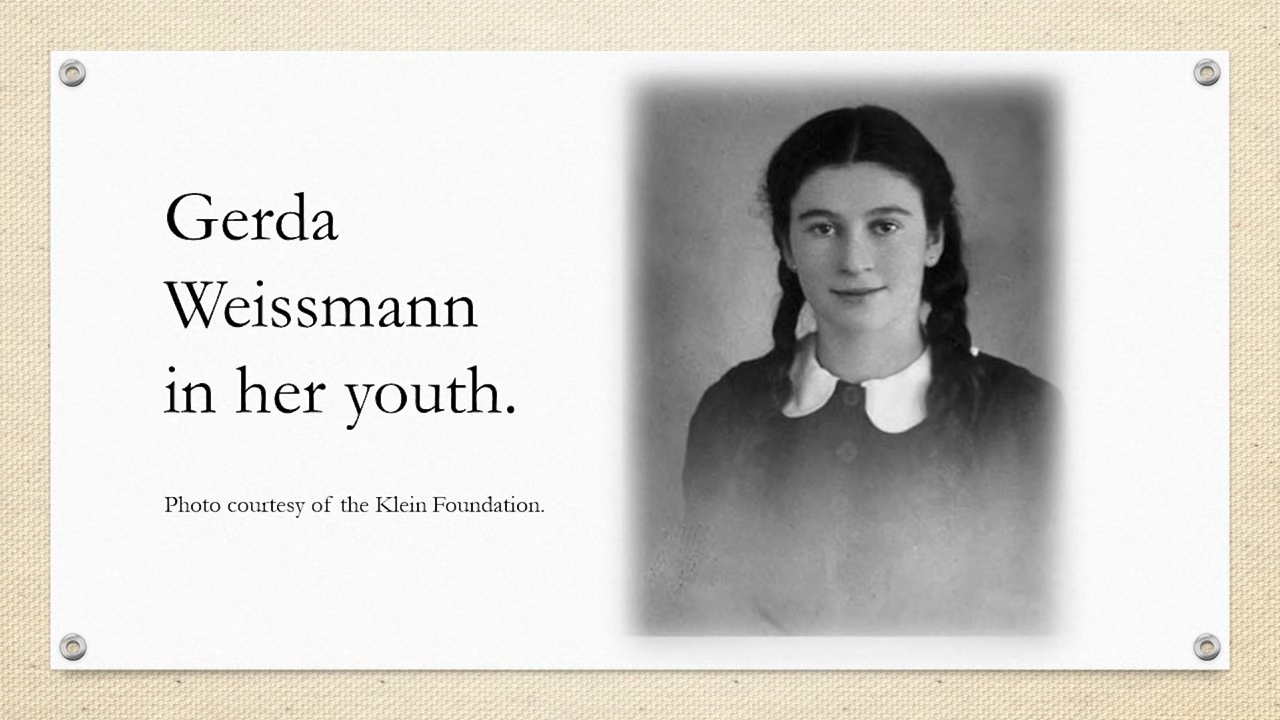 Gerda
Weissmann
in her youth.
Photo courtesy of the Klein Foundation.